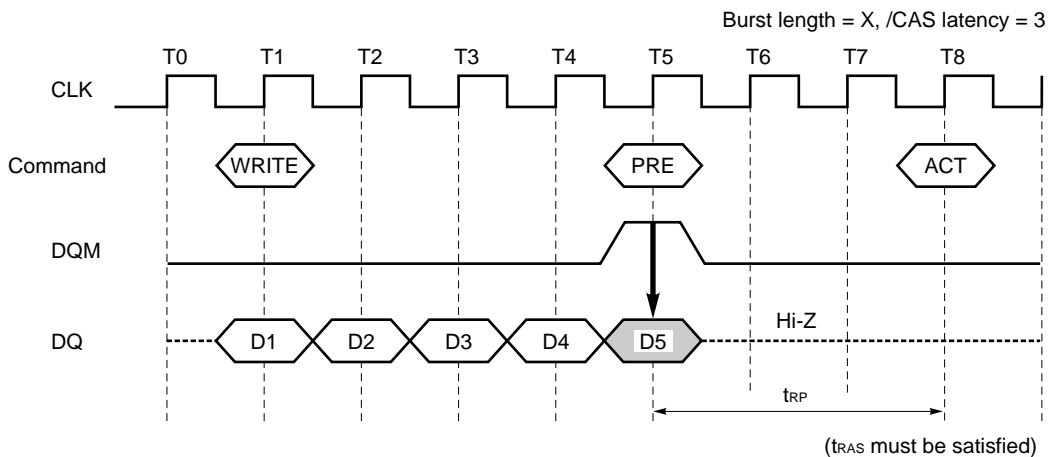 Burst length = X, /CAS latency = 3
T0 T1 T2 T3 T4 T5 T6 T7 T8
CLK
Command WRITE PRE ACT
DQM
DQ D1 D2 D3 D4 D5 Hi-Z
tRP
(tRAS must be satisfied)